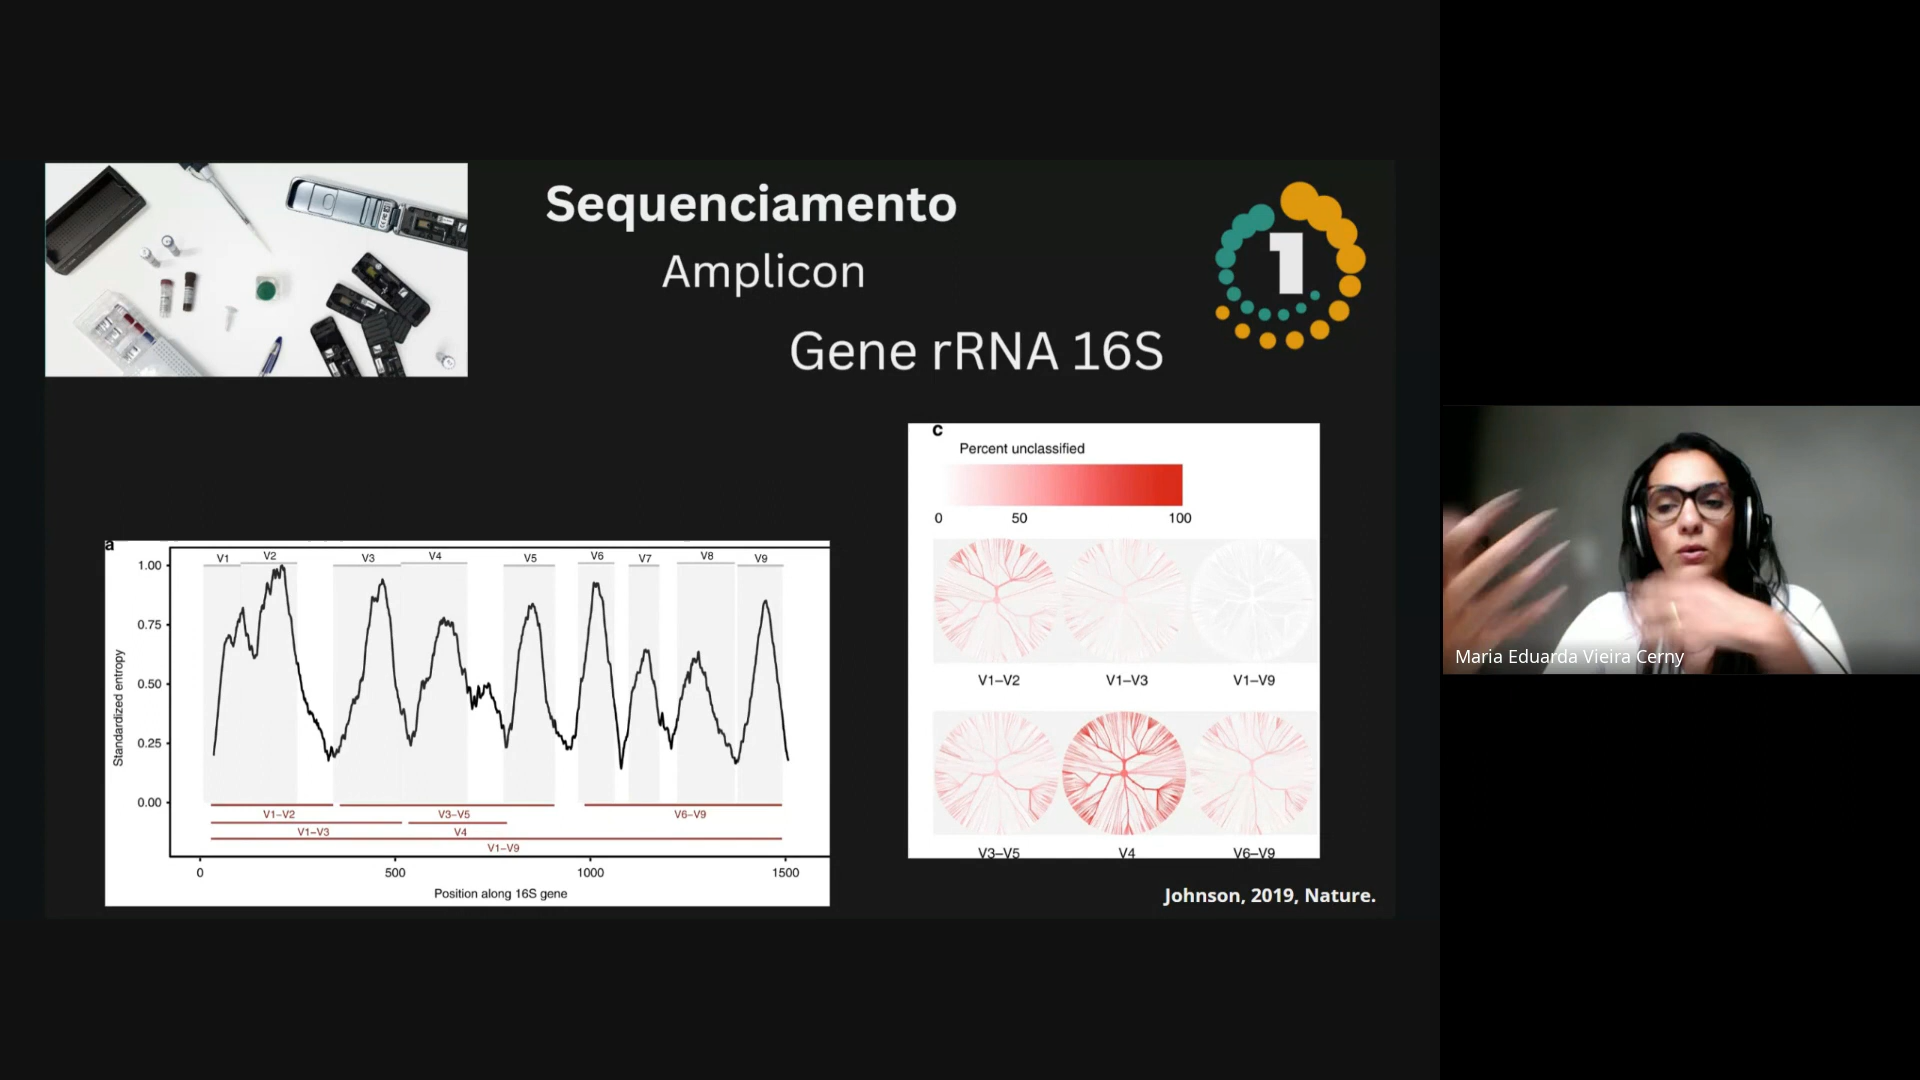 Sequenciamento
Amplicon
Gene rRNA 16S
1
a
V1 V2 V3 V4 V5 V6 V7 V8 V9
1.00
0.75
0.50
0.25
0.00
Standardized entropy
V1–V2 V3–V5 V6–V9
V1–V3 V4
V1–V9
0 500 1000 1500
Position along 16S gene
c
Percent unclassified
0 50 100
V1–V2 V1–V3 V1–V9
V3–V5 V4 V6–V9
Johnson, 2019, Nature.
Maria Eduarda Vieira Cerny